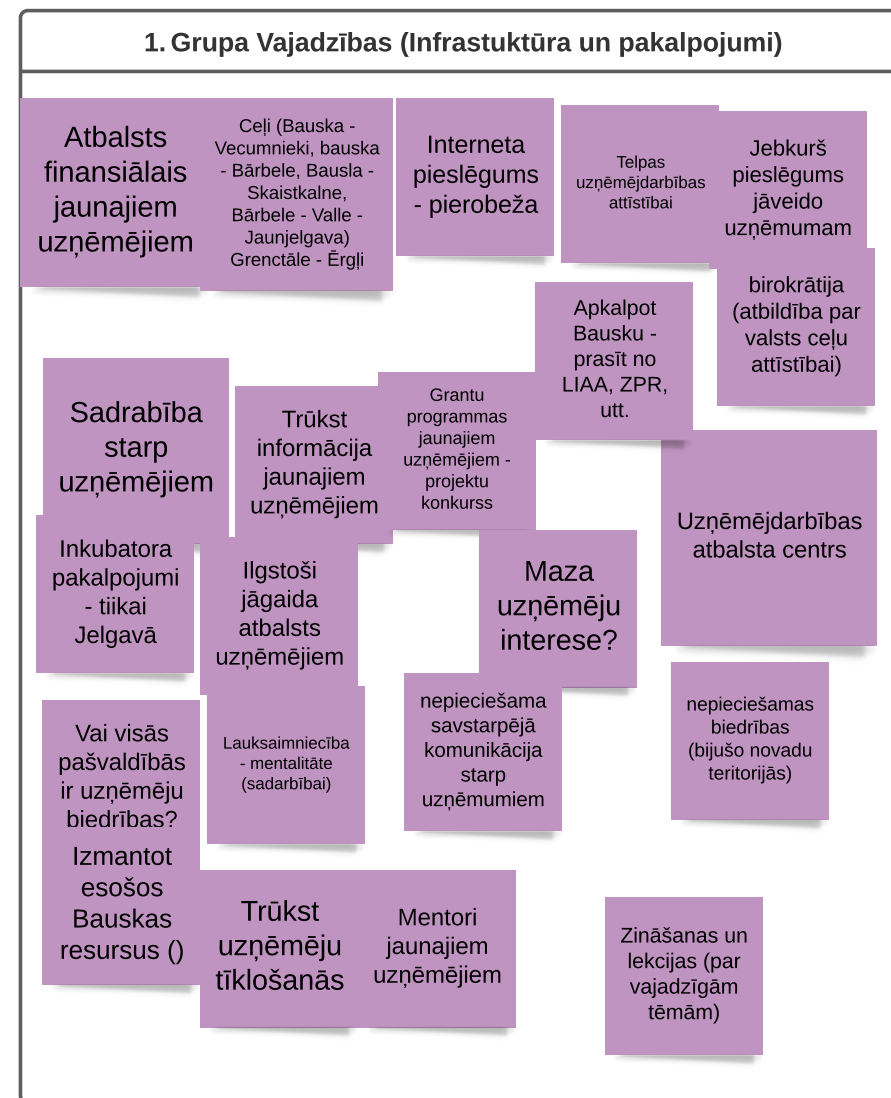 1. Grupa Vajadzības (Infrastuktūra un pakalpojumi)
Atbalsts
finansiālais
jaunajiem
uzņēmējiem
Ceļi (Bauska -
Vecumnieki, bauska
- Bārbele, Bausla -
Skaistkalne,
Bārbele - Valle -
Jaunjelgava)
Grenctāle - Ērgļi
Interneta
pieslēgums
- pierobeža
Telpas
uzņēmējdarbības
attīstībai
Jebkurš
pieslēgums
jāveido
uzņēmumam
birokrātija
(atbildība par
valsts ceļu
attīstībai)
Apkalpot
Bausku -
prasīt no
LIAA, ZPR,
utt.
Sadrabība
starp
uzņēmējiem
Trūkst
informācija
jaunajiem
uzņēmējiem
Grantu
programmas
jaunajiem
uzņēmējiem -
projektu
konkurss
Uzņēmējdarbības
atbalsta centrs
Inkubatora
pakalpojumi
- tiikai
Jelgavā
Ilgstoši
jāgaida
atbalsts
uzņēmējiem
Maza
uzņēmēju
interese?
nepieciešama
savstarpējā
komunikācija
starp
uzņēmumiem
nepieciešamas
biedrības
(bijušo novadu
teritorijās)
Vai visās
pašvaldībās
ir uzņēmēju
biedrības?
Lauksaimniecība
- mentalitāte
(sadarbībai)
Izmantot
esošos
Bauskas
resursus ()
Trūkst
uzņēmēju
tīklošanās
Mentori
jaunajiem
uzņēmējiem
Zināšanas un
lekcijas (par
vajadzīgām
tēmām)